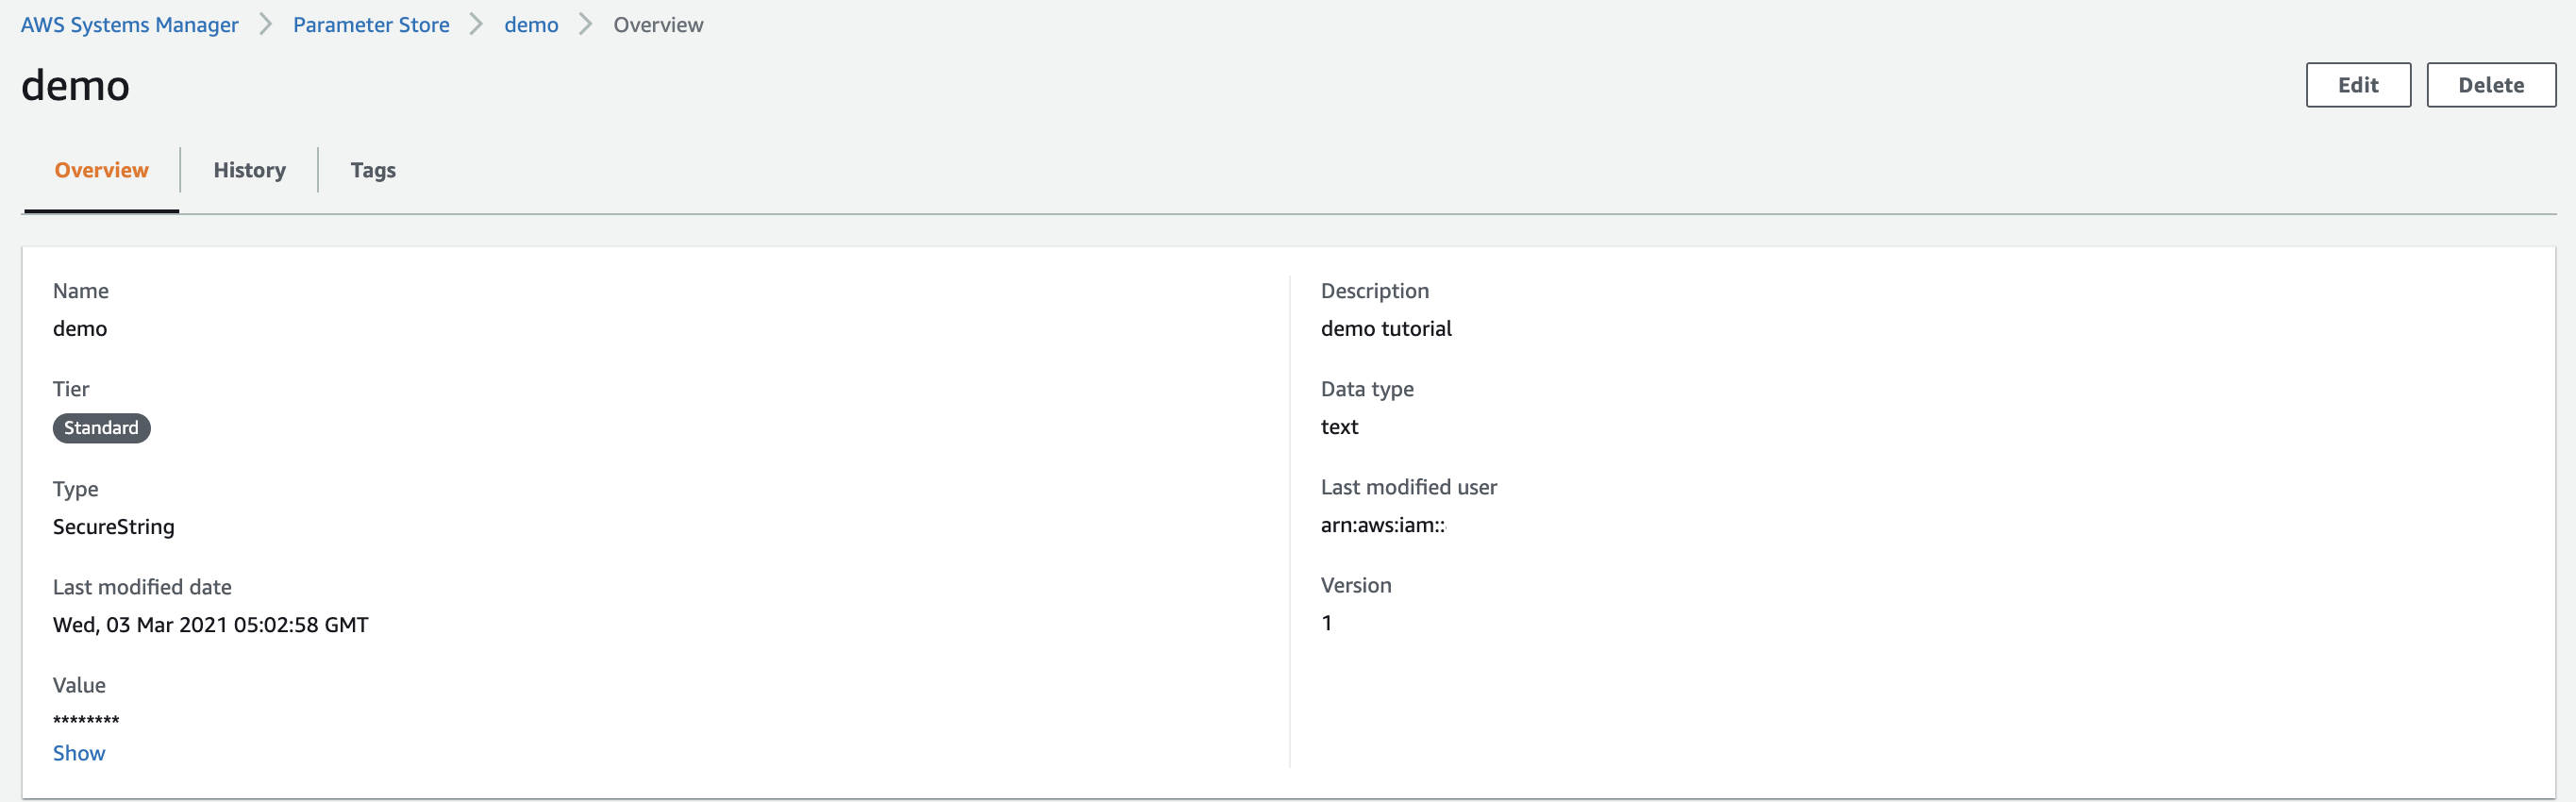 AWS Systems Manager > Parameter Store > demo > Overview
demo
Edit Delete
Overview History Tags
Name
demo
Tier
Standard
Type
SecureString
Last modified date
Wed, 03 Mar 2021 05:02:58 GMT
Value
********
Show
Description
demo tutorial
Data type
text
Last modified user
arn:aws:iam::
Version
1